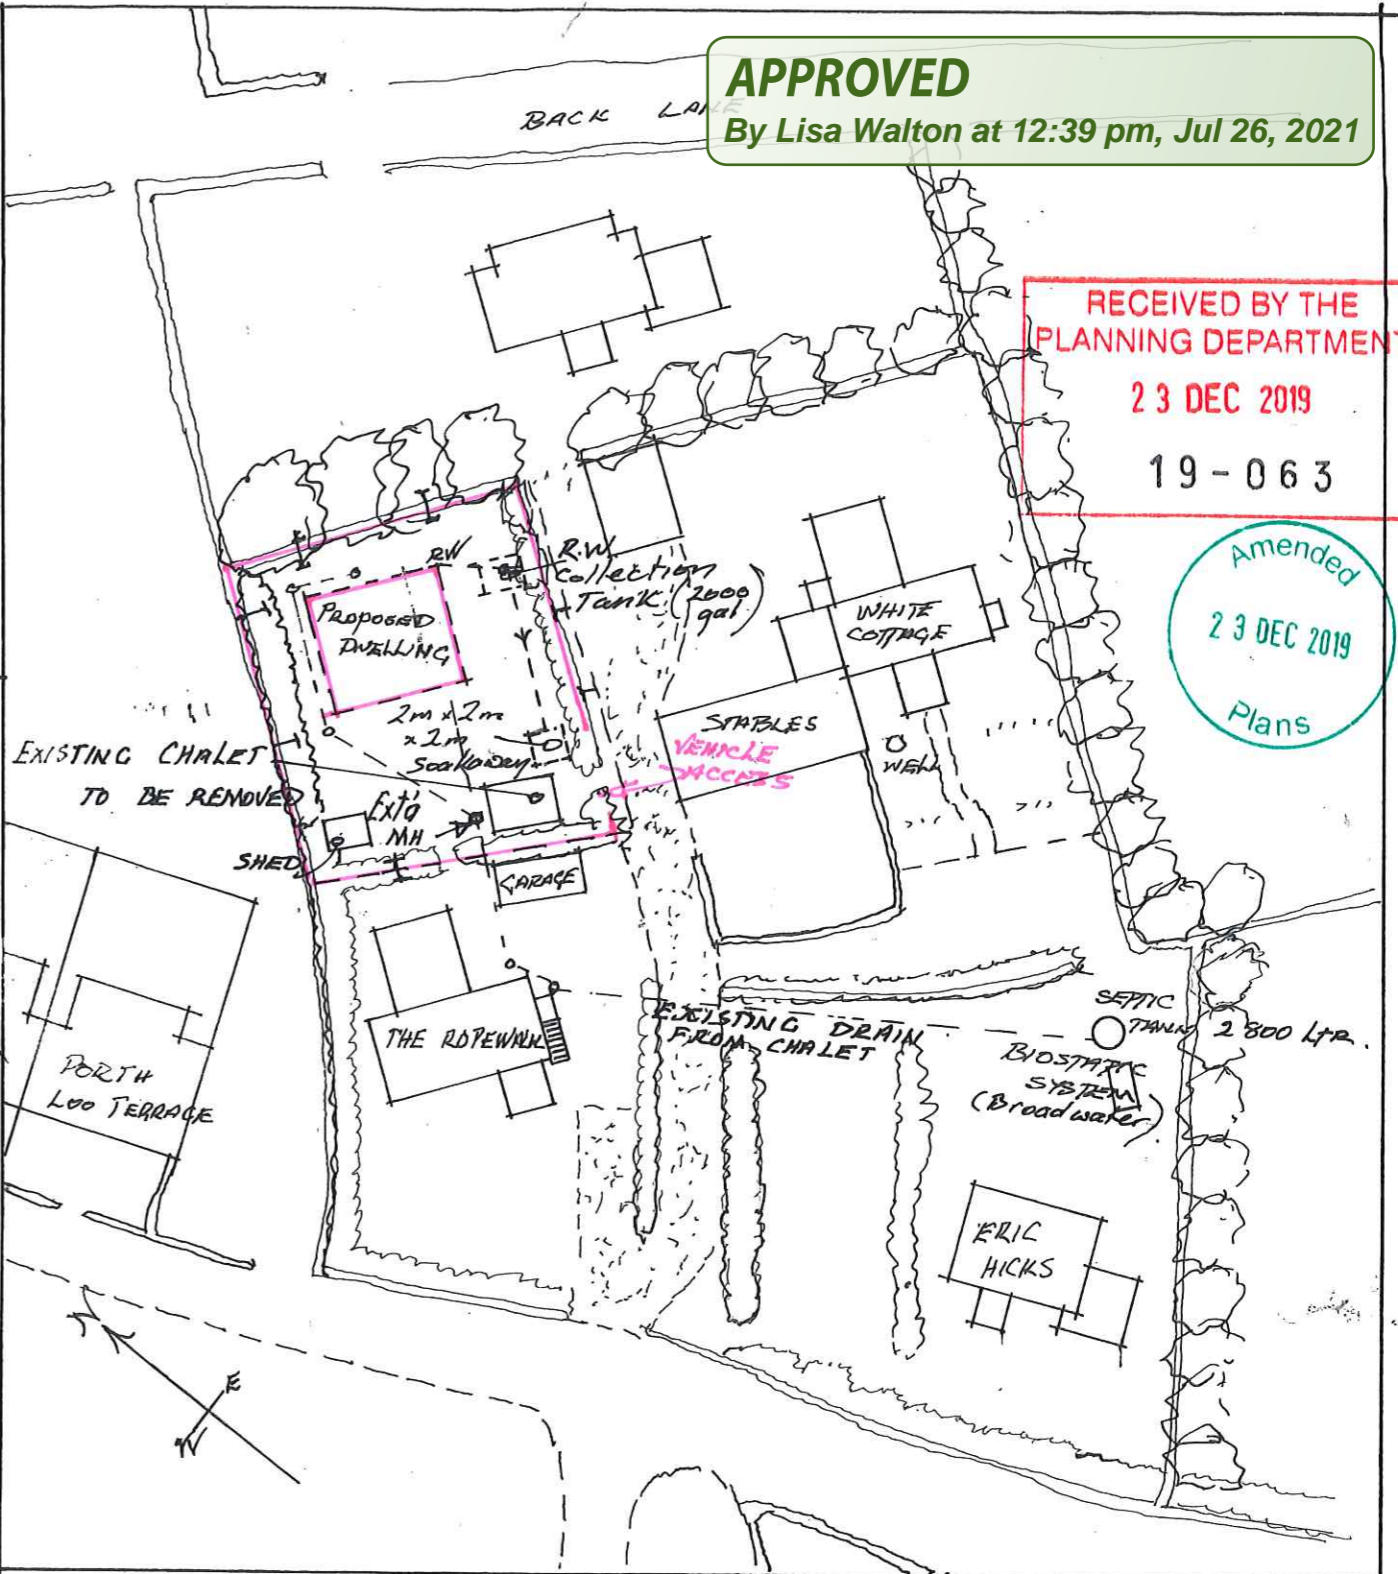 APPROVED
By Lisa Walton at 12:39 pm, Jul 26, 2021
BACK LANE
RECEIVED BY THE
PLANNING DEPARTMENT
23 DEC 2019
19-063
Amended
23 DEC 2019
Plans
RW
R.W
Collection
Tank (2000
gal)
PROPOSED
DWELLING
WHITE
COTTAGE
2m x 2m
x 2m
Soakaway
STABLES
VEHICLE
ACCESS
WELL
EXISTING CHALET
TO BE REMOVED
Ext'g
MH
SHED
GARAGE
THE ROPEWALK
EXISTING DRAIN
FROM CHALET
SEPTIC
TANK 2800 Ltr.
BIOSTATIC
SYSTEM
(Broadwater)
PORTH
LOO TERRACE
ERIC
HICKS
E
W